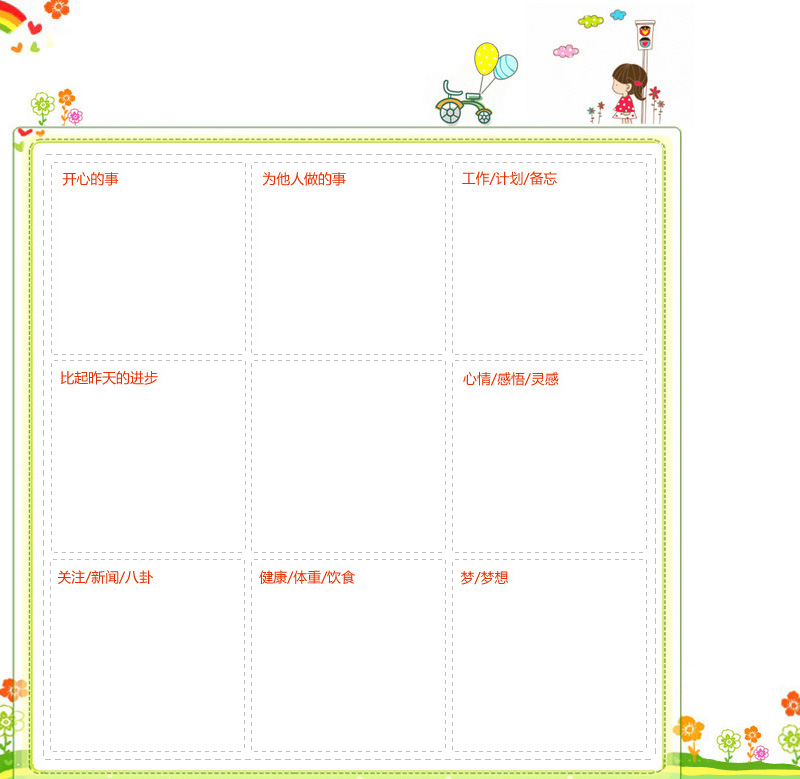 开心的事
为他人做的事
工作/计划/备忘
比起昨天的进步
心情/感悟/灵感
关注/新闻/八卦
健康/体重/饮食
梦/梦想